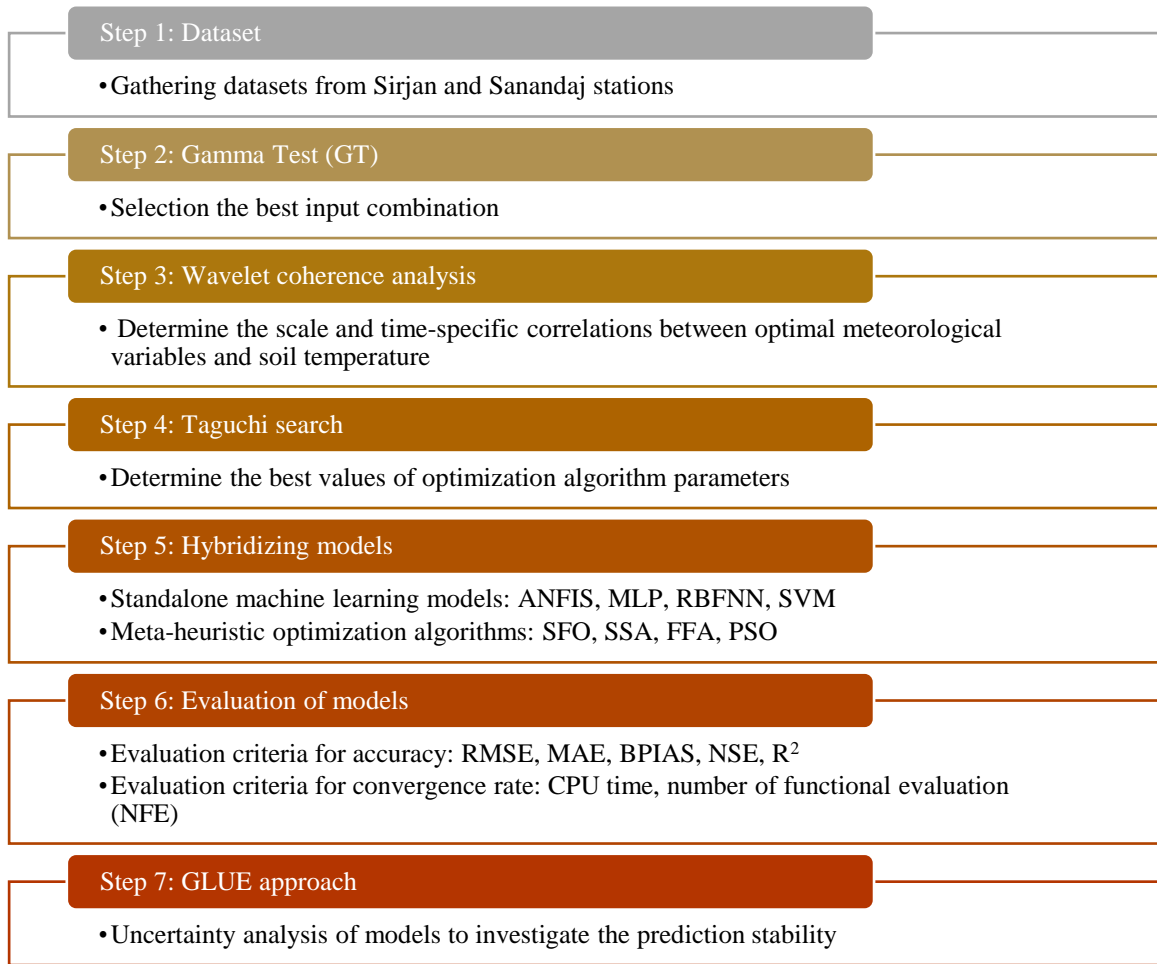 Step 1: Dataset
•Gathering datasets from Sirjan and Sanandaj stations
Step 2: Gamma Test (GT)
•Selection the best input combination
Step 3: Wavelet coherence analysis
• Determine the scale and time-specific correlations between optimal meteorological
variables and soil temperature
Step 4: Taguchi search
•Determine the best values of optimization algorithm parameters
Step 5: Hybridizing models
•Standalone machine learning models: ANFIS, MLP, RBFNN, SVM
•Meta-heuristic optimization algorithms: SFO, SSA, FFA, PSO
Step 6: Evaluation of models
•Evaluation criteria for accuracy: RMSE, MAE, BPIAS, NSE, R²
•Evaluation criteria for convergence rate: CPU time, number of functional evaluation
(NFE)
Step 7: GLUE approach
•Uncertainty analysis of models to investigate the prediction stability